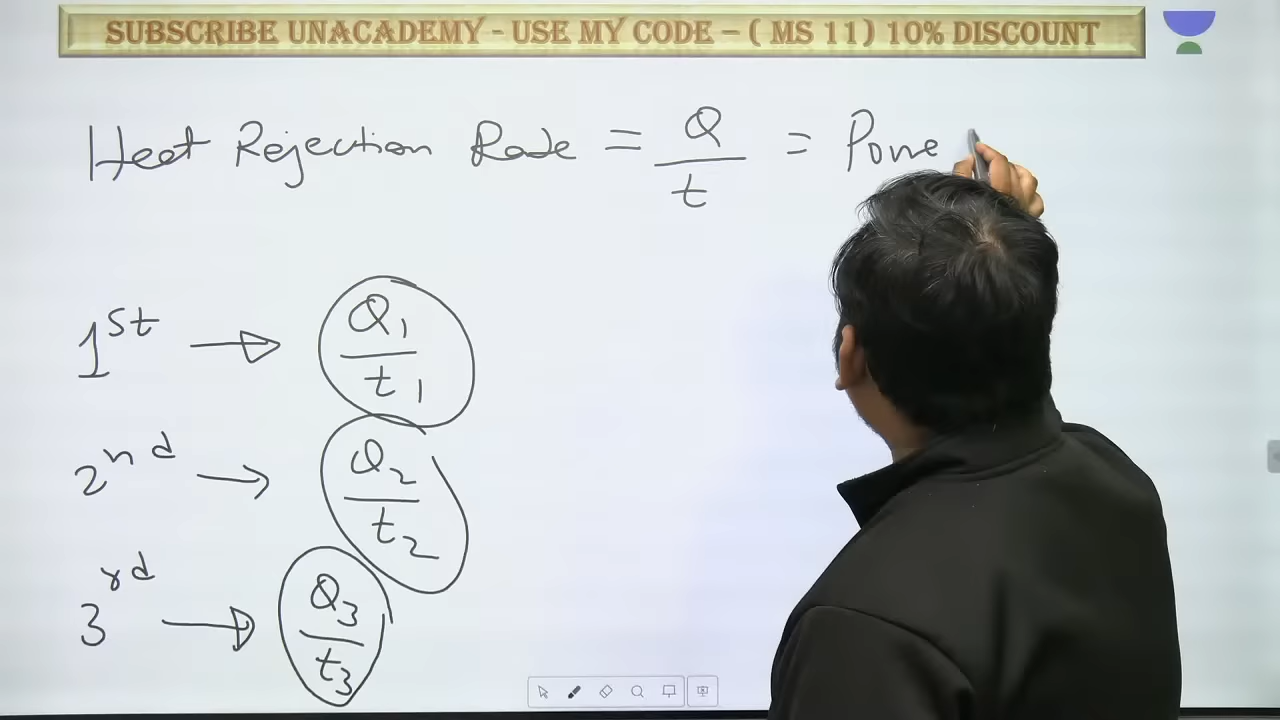 SUBSCRIBE UNACADEMY - USE MY CODE - ( MS 11) 10% DISCOUNT
Heat Rejection Rate = Q/t = Powe
1st → Q1/t1
2nd → Q2/t2
3rd → Q3/t3